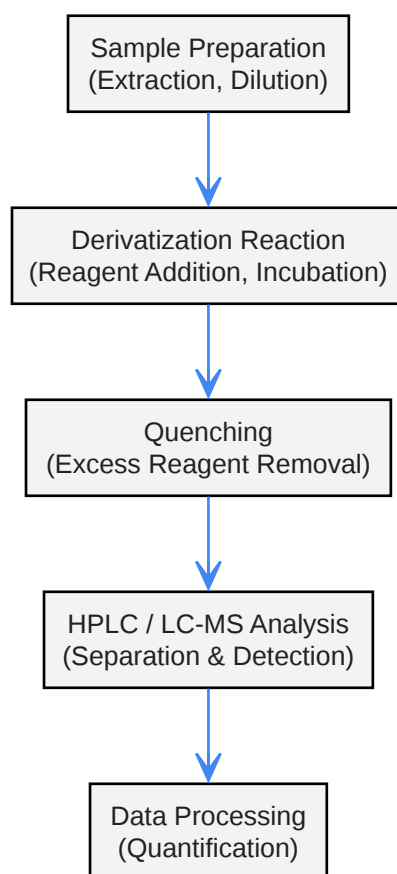 Sample Preparation
(Extraction, Dilution)
Derivatization Reaction
(Reagent Addition, Incubation)
Quenching
(Excess Reagent Removal)
HPLC / LC-MS Analysis
(Separation & Detection)
Data Processing
(Quantification)